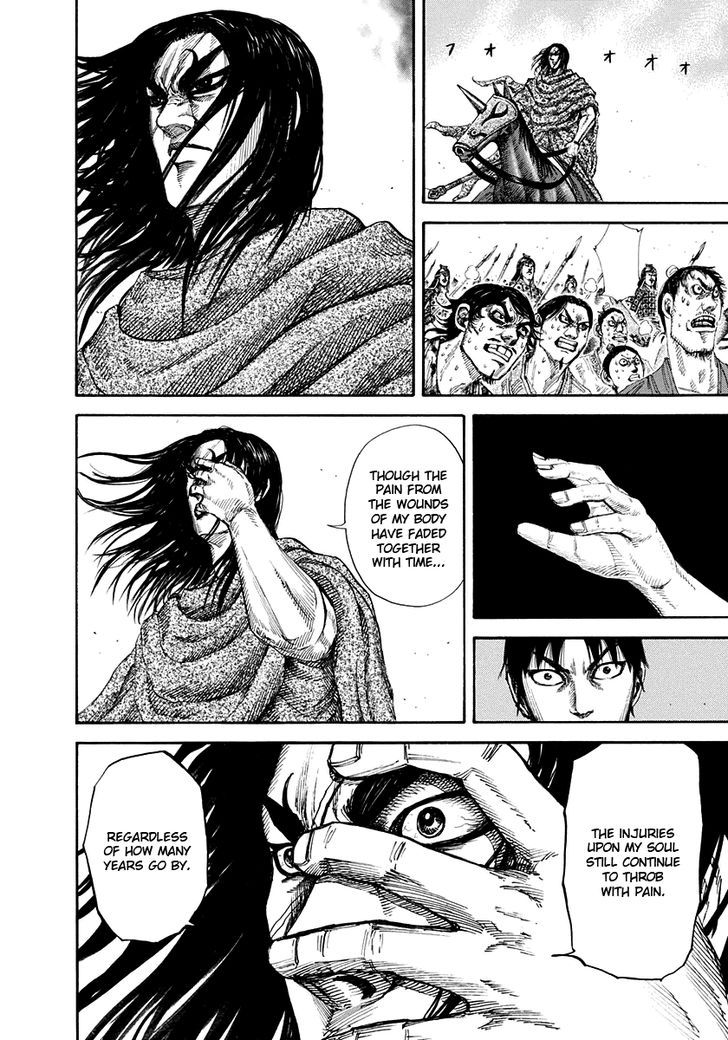 フオ
オオオ
THOUGH THE
PAIN FROM
THE WOUNDS
OF MY BODY
HAVE FADED
TOGETHER
WITH TIME...
THE INJURIES
UPON MY SOUL
STILL CONTINUE
TO THROB
WITH PAIN.
REGARDLESS
OF HOW MANY
YEARS GO BY.